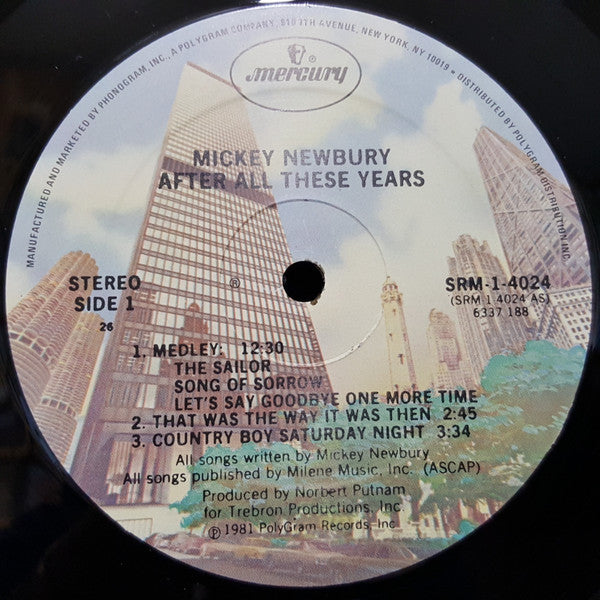 MANUFACTURED AND MARKETED BY PHONOGRAM, INC., A POLYGRAM COMPANY, 810 7TH AVENUE, NEW YORK, NY 10019 • DISTRIBUTED BY POLYGRAM DISTRIBUTION INC.
mercury ®
MICKEY NEWBURY
AFTER ALL THESE YEARS
STEREO
SIDE 1
26
℗
SRM-1-4024
(SRM-1-4024 AS)
6337 188
1. MEDLEY: 12:30
THE SAILOR
SONG OF SORROW
LET'S SAY GOODBYE ONE MORE TIME
2. THAT WAS THE WAY IT WAS THEN 2:45
3. COUNTRY BOY SATURDAY NIGHT 3:34
All songs written by Mickey Newbury
All songs published by Milene Music, Inc. (ASCAP)
Produced by Norbert Putnam
for Trebron Productions, Inc.
℗ 1981 PolyGram Records, Inc.